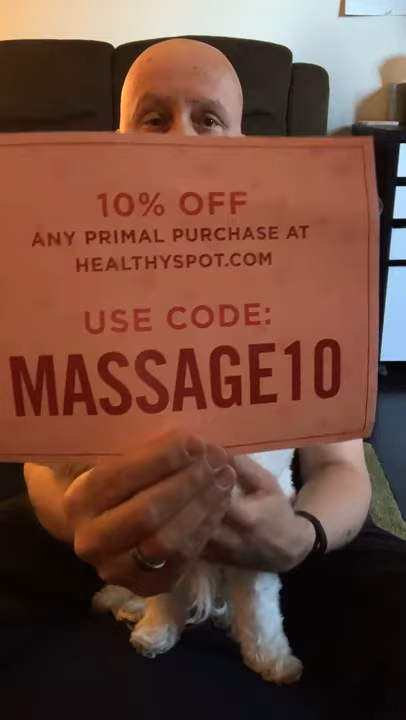 10% OFF
ANY PRIMAL PURCHASE AT
HEALTHYSPOT.COM
USE CODE:
MASSAGE10